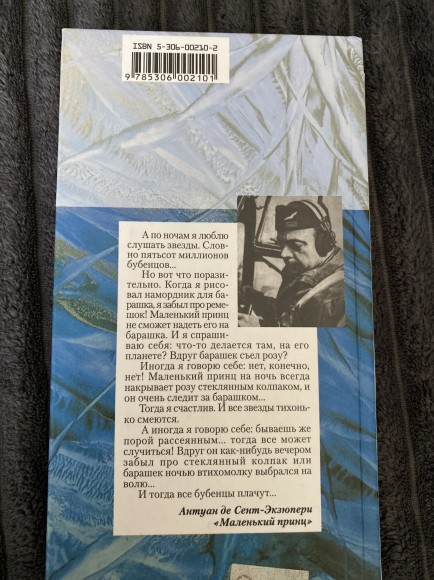 ISBN 5-306-00210-2
9 785306 002101
А по ночам я люблю
слушать звезды. Слов-
но пятьсот миллионов
бубенцов...
Но вот что порази-
тельно. Когда я рисо-
вал намордник для ба-
рашка, я забыл про реме-
шок! Маленький принц
не сможет надеть его на
барашка. И я спраши-
ваю себя: что-то делается там, на его
планете? Вдруг барашек съел розу?
Иногда я говорю себе: нет, конечно,
нет! Маленький принц на ночь всегда
накрывает розу стеклянным колпаком, и
он очень следит за барашком...
Тогда я счастлив. И все звезды тихонь-
ко смеются.
А иногда я говорю себе: бываешь же
порой рассеянным... тогда все может
случиться! Вдруг он как-нибудь вечером
забыл про стеклянный колпак или
барашек ночью втихомолку выбрался на
волю...
И тогда все бубенцы плачут...
Антуан де Сент-Экзюпери
«Маленький принц»